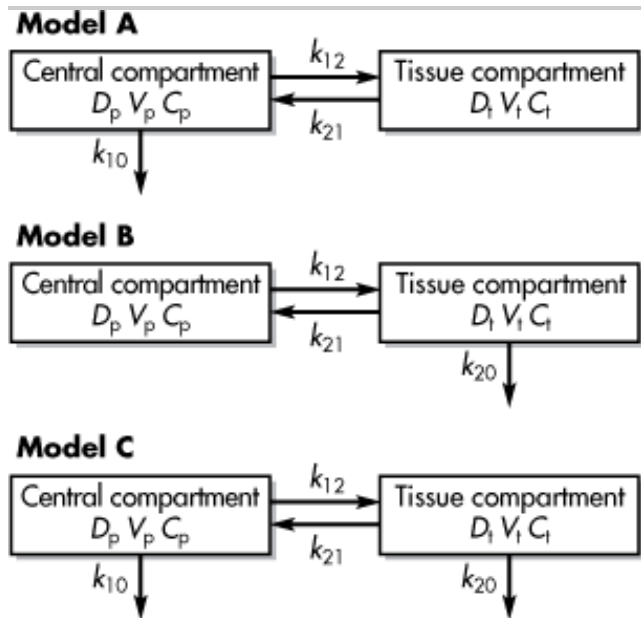 Model A
Central compartment
Dp Vp Cp
k12
k21
Tissue compartment
Dt Vt Ct
k10
Model B
Central compartment
Dp Vp Cp
k12
k21
Tissue compartment
Dt Vt Ct
k20
Model C
Central compartment
Dp Vp Cp
k12
k21
Tissue compartment
Dt Vt Ct
k10
k20